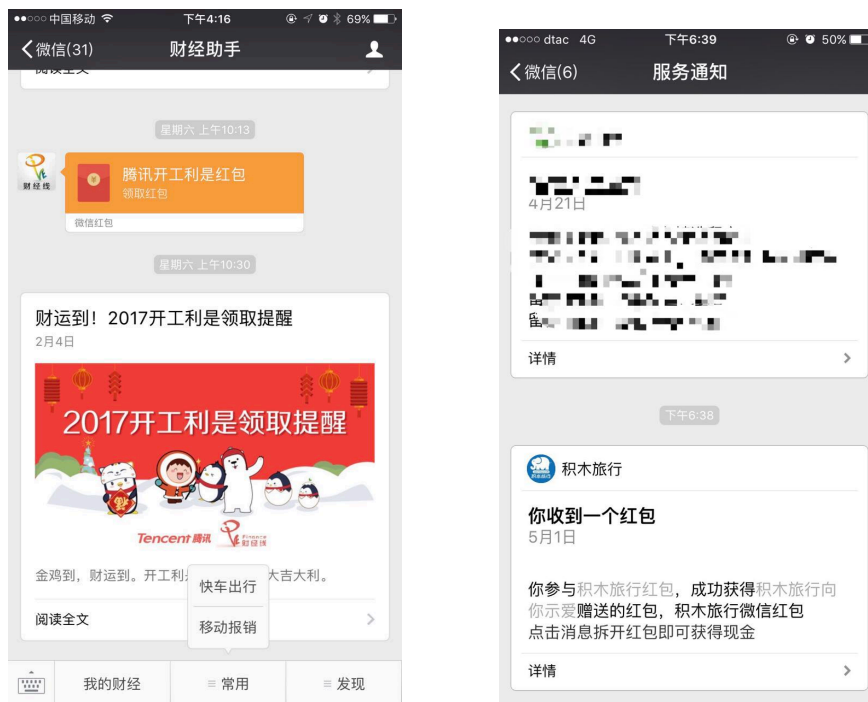 中国移动 下午4:16 69%
微信(31) 财经助手
阅读全文
星期六 上午10:13
财经线
腾讯开工利是红包
领取红包
微信红包
星期六 上午10:30
财运到！2017开工利是领取提醒
2月4日
2017开工利是领取提醒
Tencent 腾讯 Finance 财经线
金鸡到，财运到。开工利 大吉大利。
快车出行
移动报销
阅读全文
我的财经 常用 发现
dtac 4G 下午6:39 50%
微信(6) 服务通知
4月21日
详情
下午6:38
积木旅行
你收到一个红包
5月1日
你参与积木旅行红包，成功获得积木旅行向
你示爱赠送的红包，积木旅行微信红包
点击消息拆开红包即可获得现金
详情